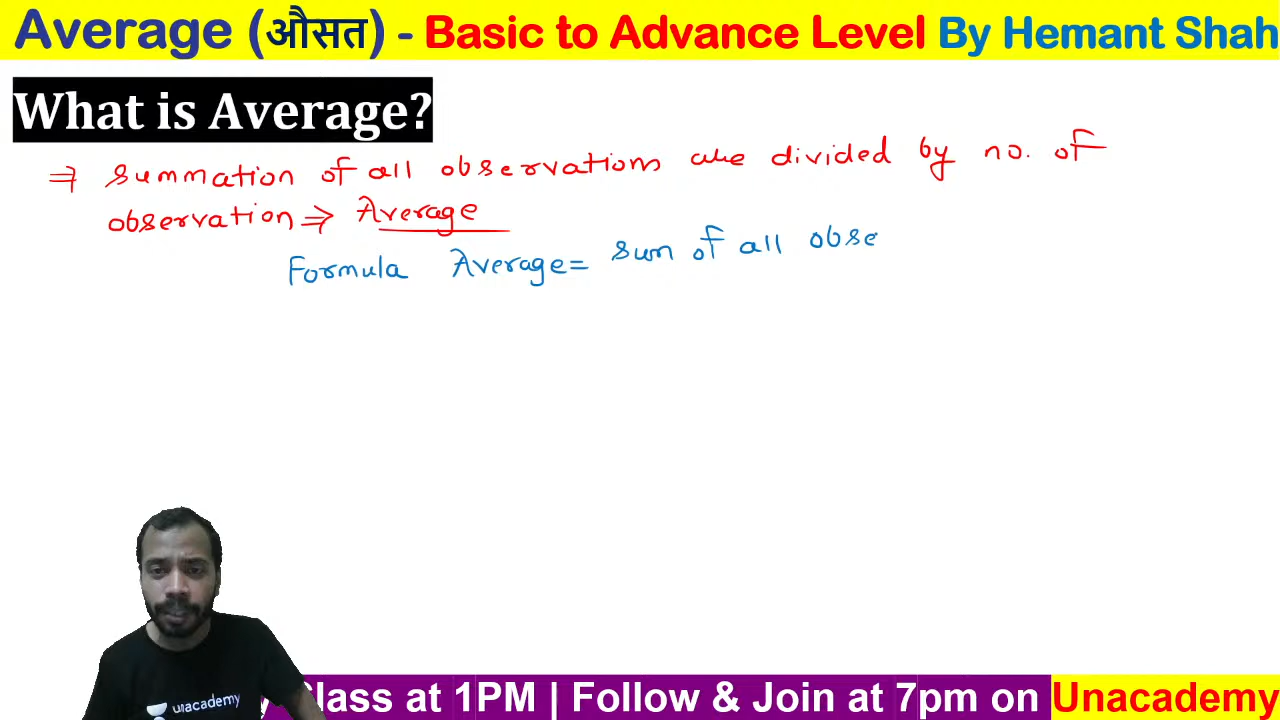 Average (औसत) - Basic to Advance Level By Hemant Shah
What is Average?
⇒ summation of all observations are divided by no. of
observation ⇒ Average
Formula Average = sum of all obse
Class at 1PM | Follow & Join at 7pm on Unacademy
unacademy